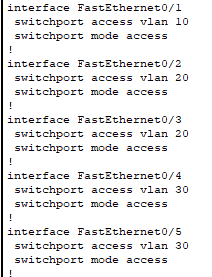 interface FastEthernet0/1
 switchport access vlan 10
 switchport mode access
!
interface FastEthernet0/2
 switchport access vlan 20
 switchport mode access
!
interface FastEthernet0/3
 switchport access vlan 20
 switchport mode access
!
interface FastEthernet0/4
 switchport access vlan 30
 switchport mode access
!
interface FastEthernet0/5
 switchport access vlan 30
 switchport mode access
!